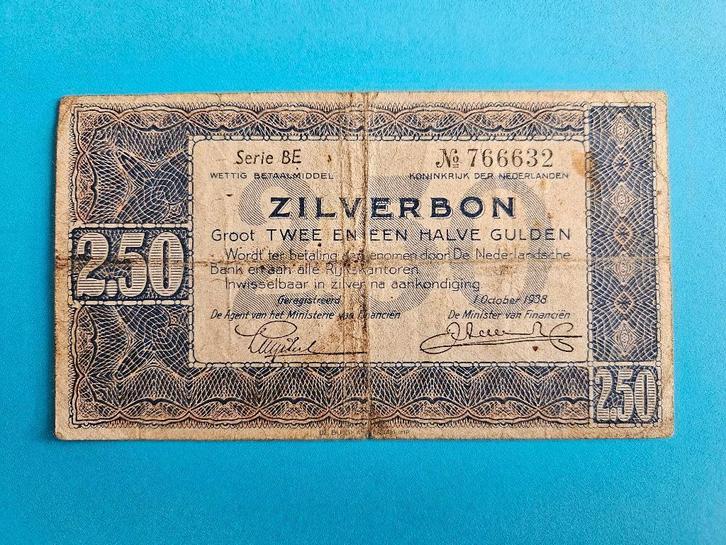 Serie BE № 766632
WETTIG BETAALMIDDEL KONINKRIJK DER NEDERLANDEN
250
ZILVERBON
Groot TWEE EN EEN HALVE GULDEN
2.50
Wordt ter betaling aangenomen door De Nederlandsche
Bank en aan alle Rijkskantoren.
Inwisselbaar in zilver na aankondiging
Geregistreerd 1 October 1938
De Agent van het Ministerie van Financiën De Minister van Financiën
2.50